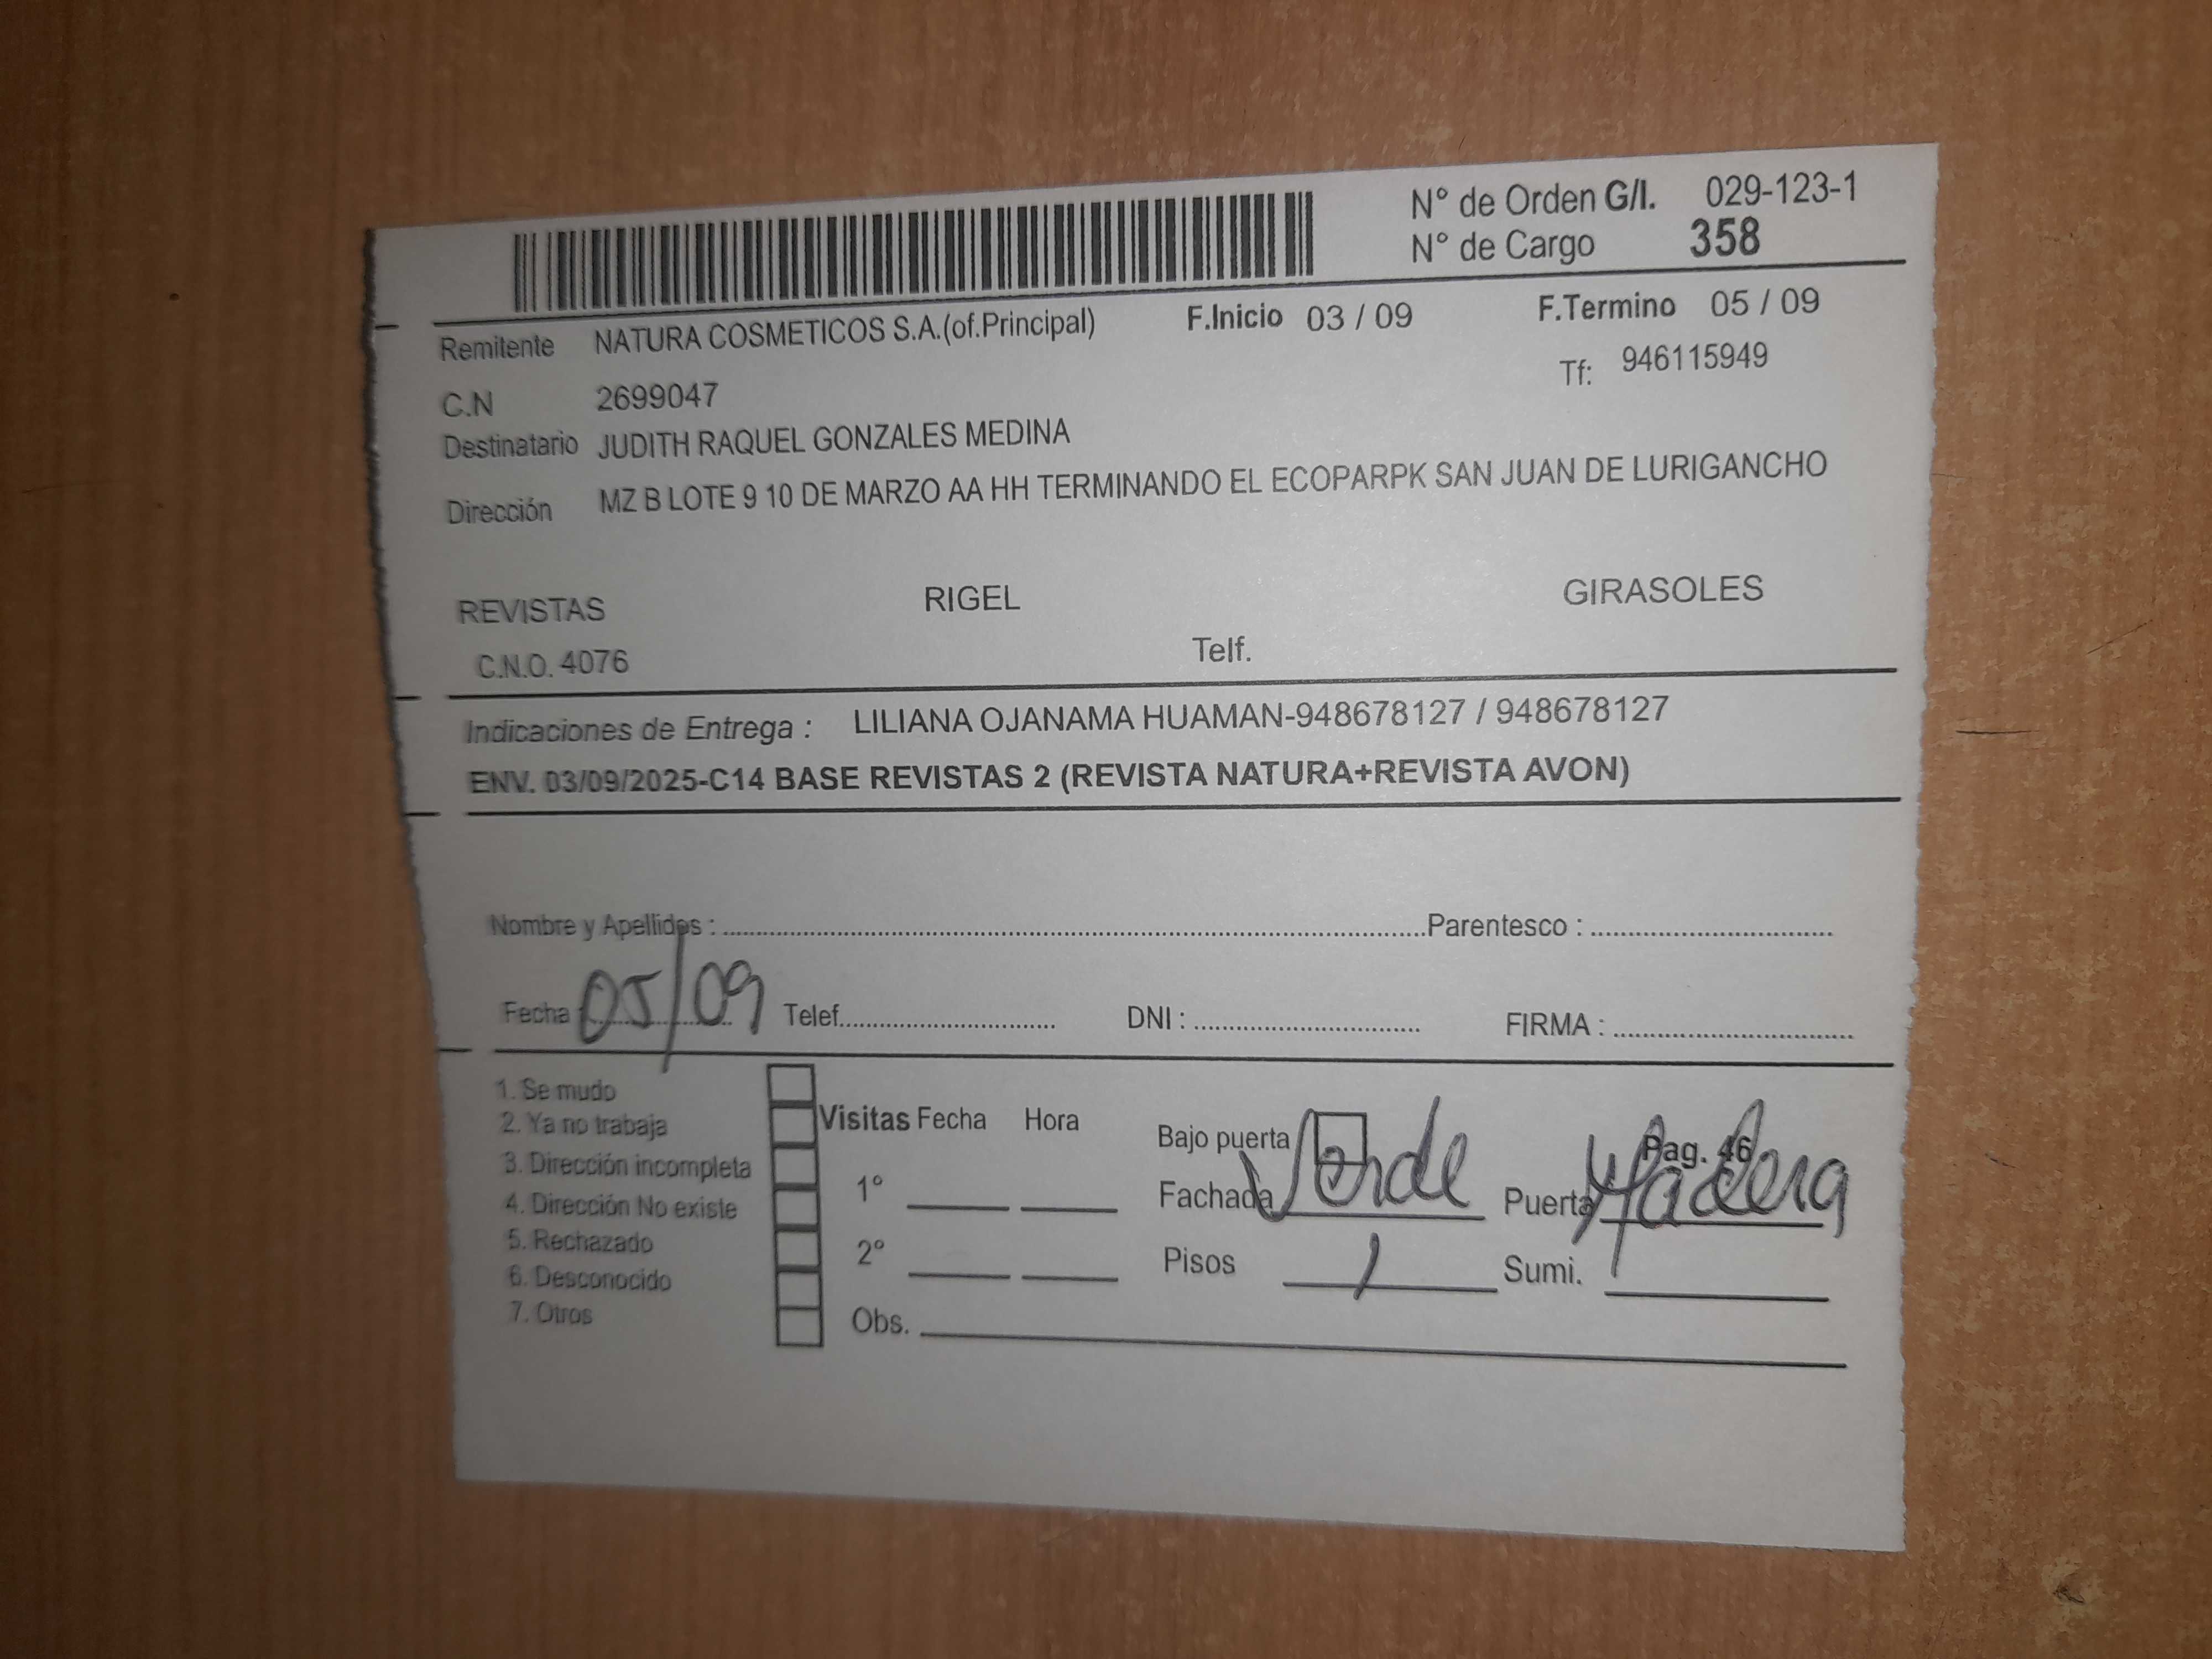 N° de Orden G/I. 029-123-1
N° de Cargo 358
Remitente NATURA COSMETICOS S.A.(of.Principal) F.Inicio 03 / 09 F.Termino 05 / 09
C.N 2699047 Tf: 946115949
Destinatario JUDITH RAQUEL GONZALES MEDINA
Dirección MZ B LOTE 9 10 DE MARZO AA HH TERMINANDO EL ECOPARPK SAN JUAN DE LURIGANCHO
REVISTAS RIGEL GIRASOLES
C.N.O. 4076 Telf.
Indicaciones de Entrega : LILIANA OJANAMA HUAMAN-948678127 / 948678127
ENV. 03/09/2025-C14 BASE REVISTAS 2 (REVISTA NATURA+REVISTA AVON)
Nombre y Apellidos : Parentesco :
Fecha 05/09 Telef. DNI : FIRMA :
1. Se mudo
2. Ya no trabaja
3. Dirección incompleta
4. Dirección No existe
5. Rechazado
6. Desconocido
7. Otros
Visitas Fecha Hora
1°
2°
Obs.
Bajo puerta Pag. 46
Fachada Verde Puerta Madera
Pisos 1 Sumi.